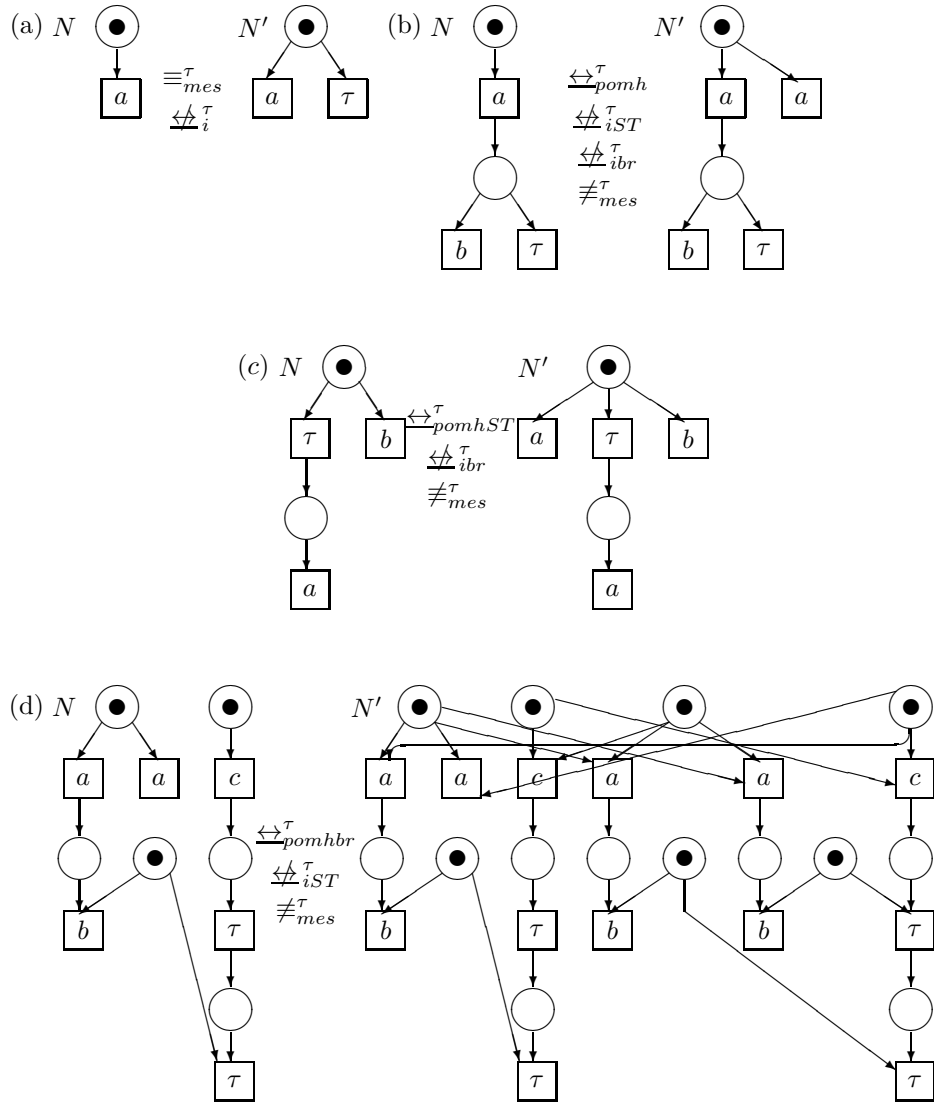 (a) N N′ (b) N N′
a ≡^τ_mes a τ ↔^τ_pomh a a
a a
↮^τ_i ↮^τ_iST
↮^τ_ibr
≢^τ_mes
b τ b τ
(c) N N′
τ b ↔^τ_pomhST a τ b
↮^τ_ibr
≢^τ_mes
a a
(d) N N′
a a c a a c a a c
↔^τ_pomhbr
↮^τ_iST
≢^τ_mes
b τ b τ b b τ
τ τ τ